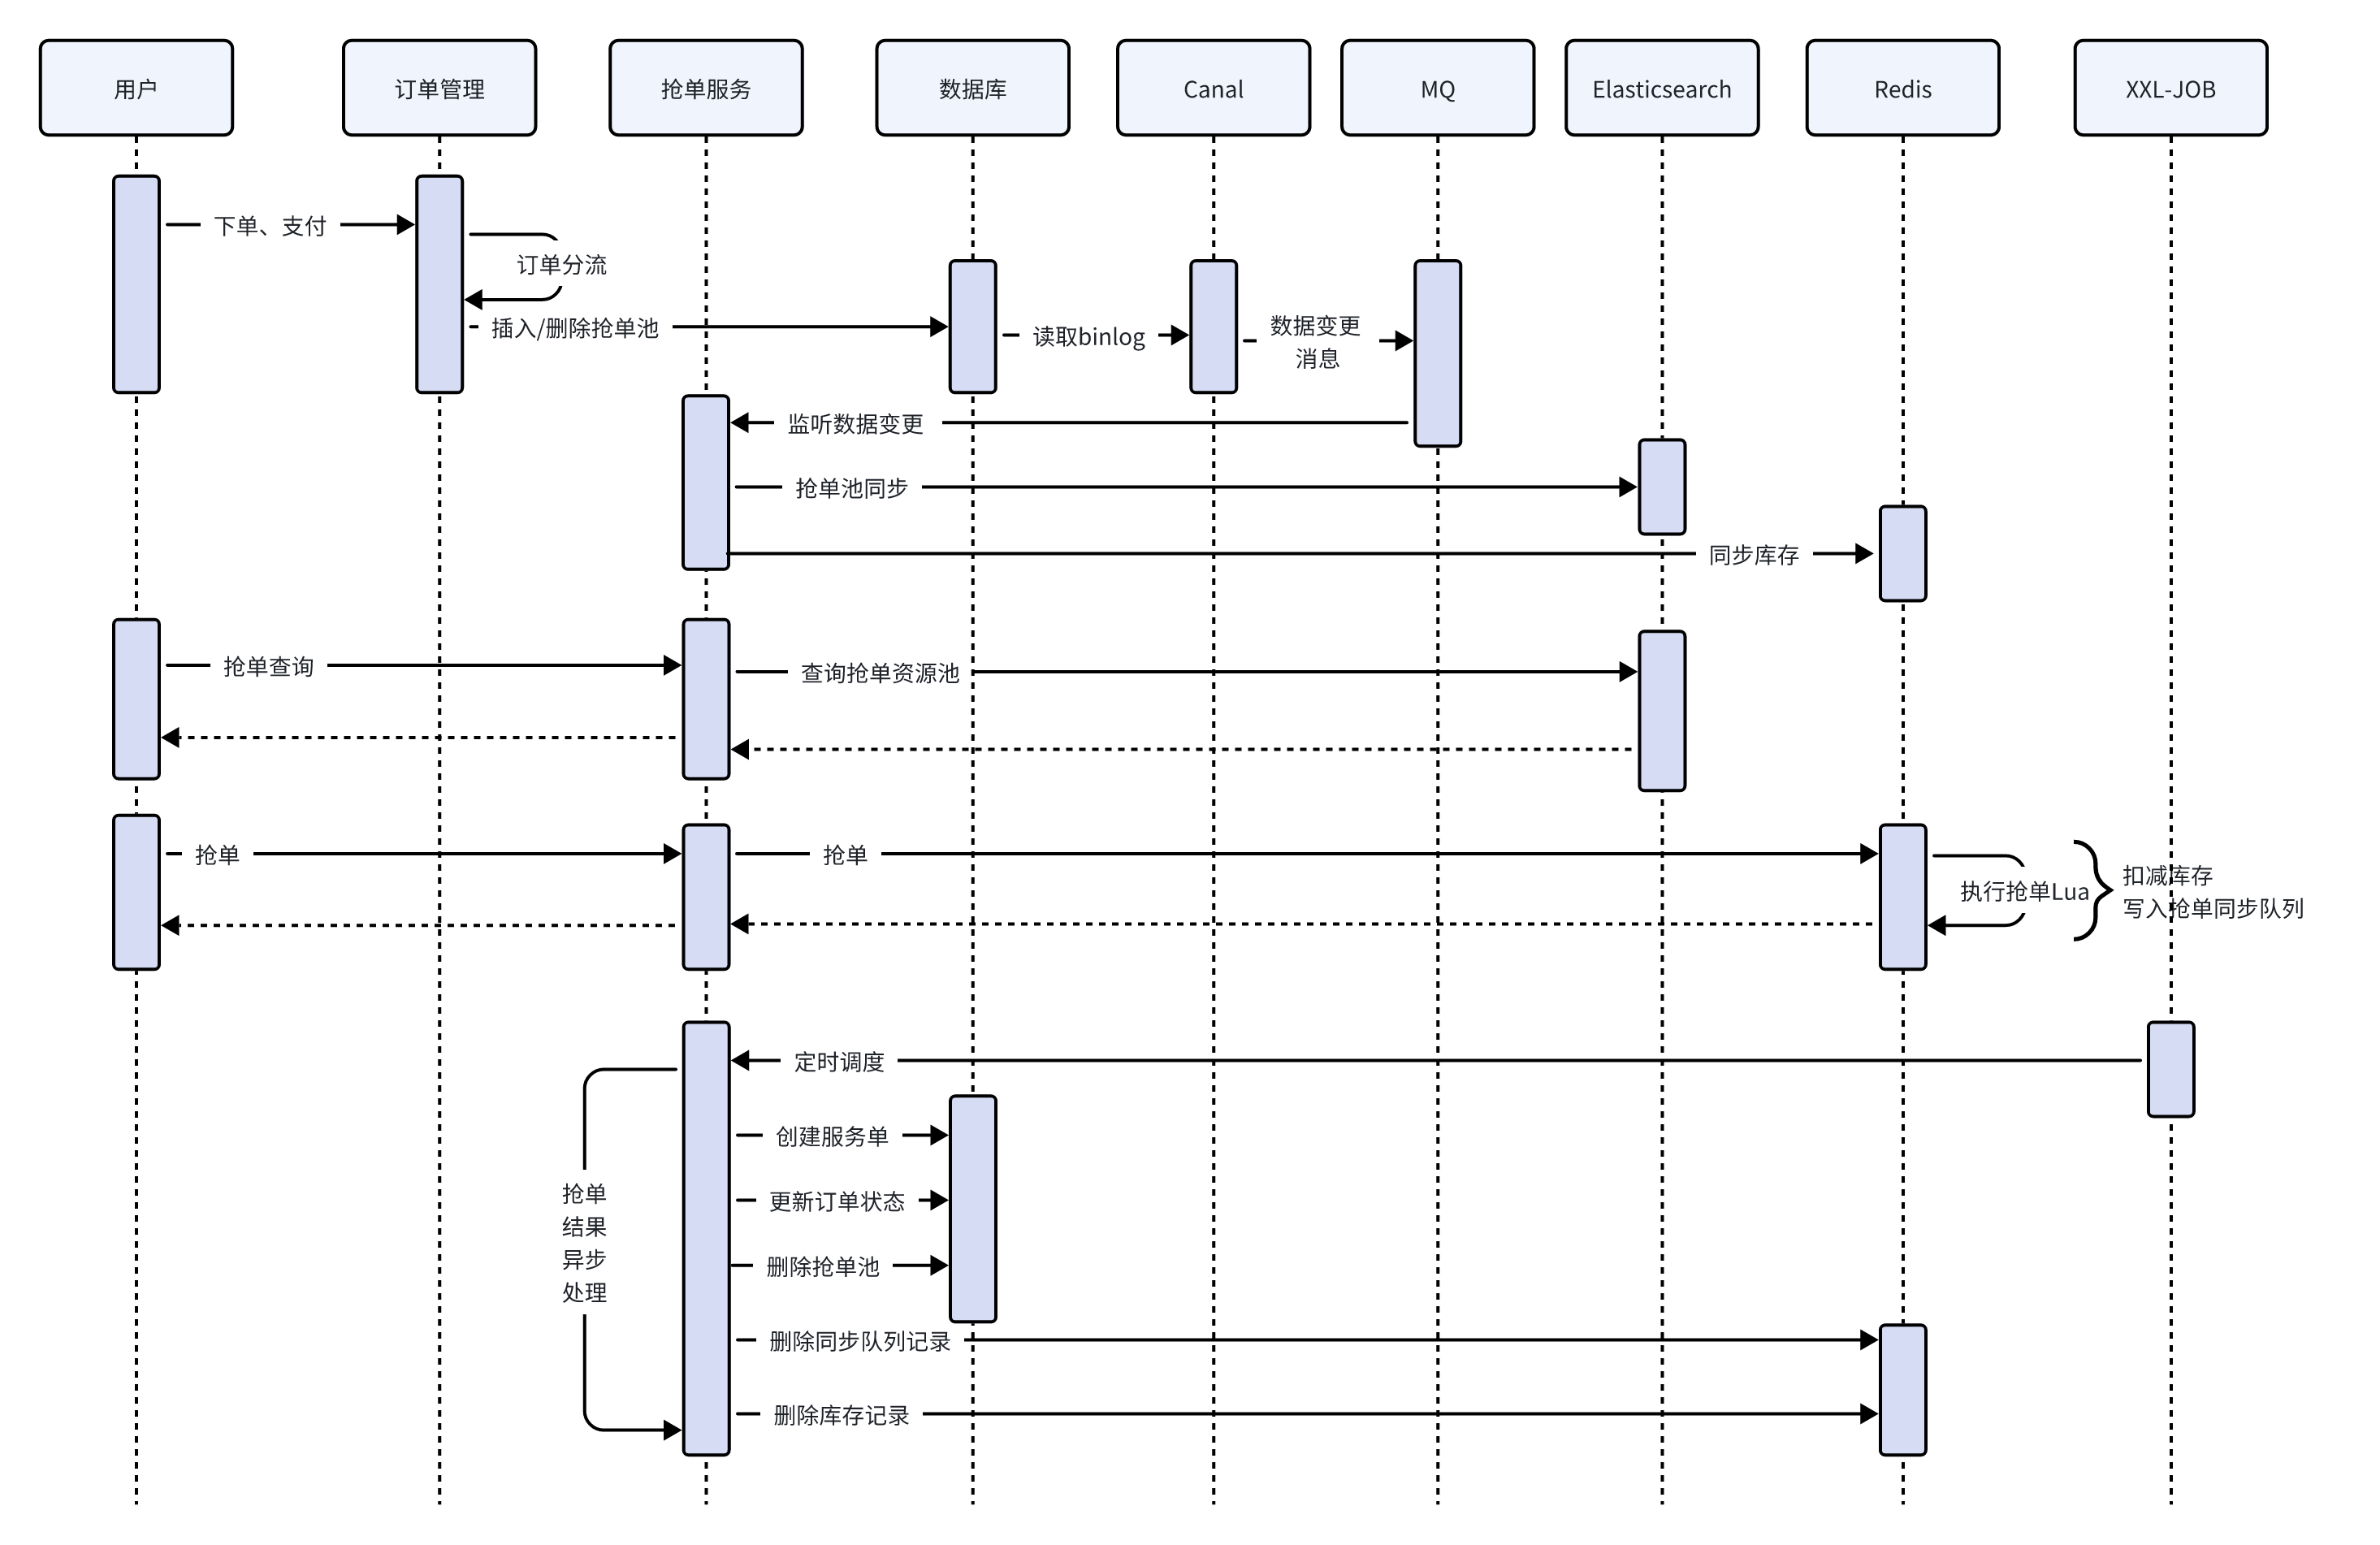 用户
订单管理
抢单服务
数据库
Canal
MQ
Elasticsearch
Redis
XXL-JOB
下单、支付
订单分流
插入/删除抢单池
读取binlog
数据变更
消息
监听数据变更
抢单池同步
同步库存
抢单查询
查询抢单资源池
抢单
抢单
执行抢单Lua
扣减库存
写入抢单同步队列
定时调度
创建服务单
更新订单状态
删除抢单池
抢单
结果
异步
处理
删除同步队列记录
删除库存记录